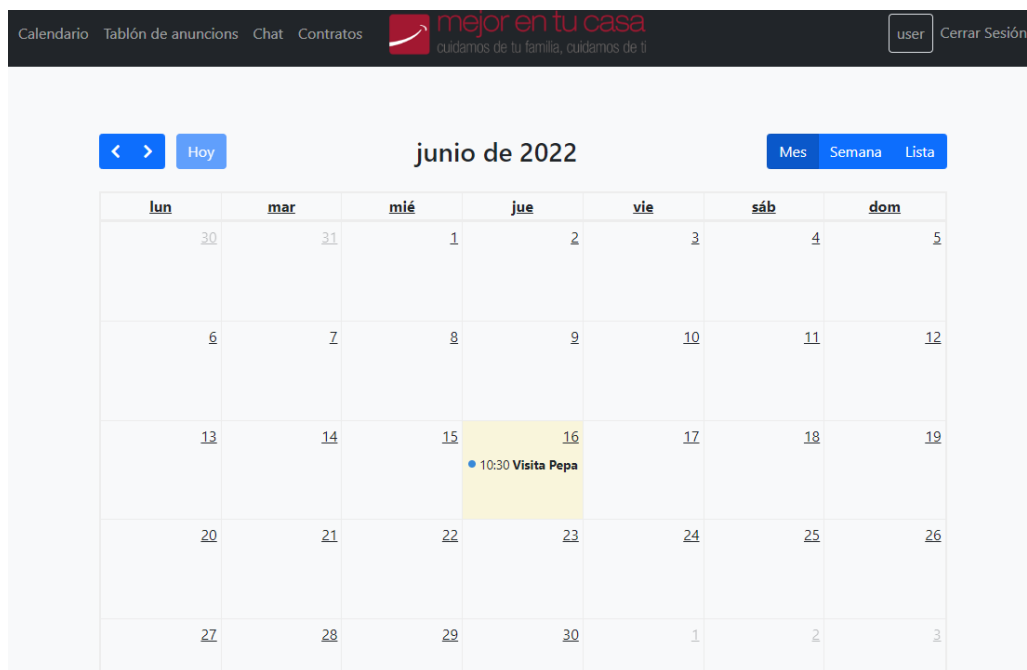 Calendario Tablón de anuncions Chat Contratos
mejor en tu casa
cuidamos de tu familia, cuidamos de ti
user Cerrar Sesión
Hoy junio de 2022 Mes Semana Lista
lun mar mié jue vie sáb dom
30 31 1 2 3 4 5
6 7 8 9 10 11 12
13 14 15 16 17 18 19
10:30 Visita Pepa
20 21 22 23 24 25 26
27 28 29 30 1 2 3